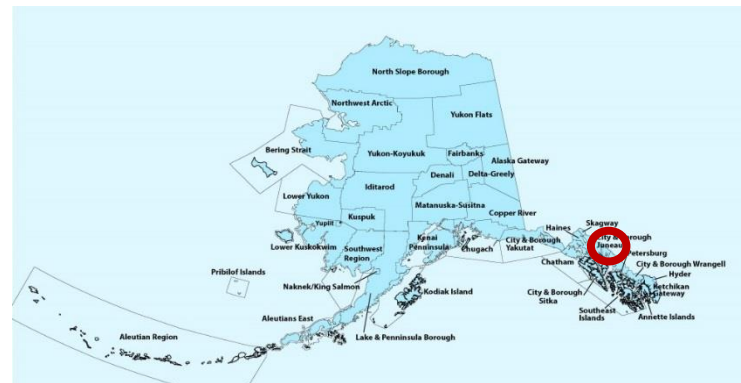 North Slope Borough
Northwest Arctic
Yukon Flats
Bering Strait
Yukon-Koyukuk
Fairbanks
Alaska Gateway
Denali
Delta-Greely
Iditarod
Lower Yukon
Matanuska-Susitna
Copper River
Kuspuk
Yupiit
Lower Kuskokwim
Southwest
Region
Kenai
Penninsula
Chugach
City & Borough
Yakutat
Haines
Skagway
City & Borough
Juneau
Petersburg
Chatham
City & Borough Wrangell
Hyder
Pribilof Islands
Naknek/King Salmon
Kodiak Island
City & Borough
Sitka
Ketchikan
Gateway
Southeast
Islands
Annette Islands
Aleutians East
Aleutian Region
Lake & Penninsula Borough